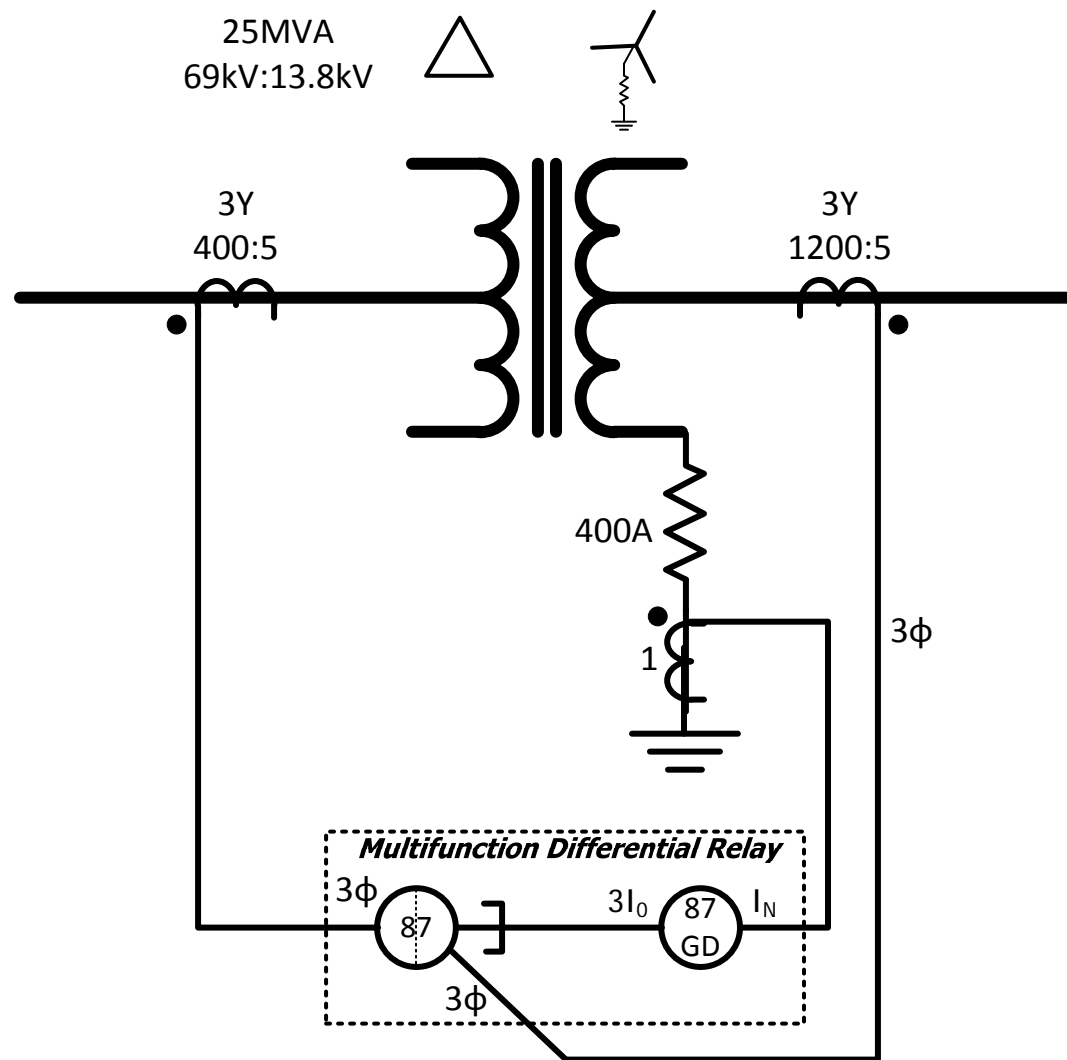 25MVA
69kV:13.8kV
3Y
400:5
3Y
1200:5
400A
1
3ϕ
Multifunction Differential Relay
3ϕ
87
3I₀
87
GD
I_N
3ϕ